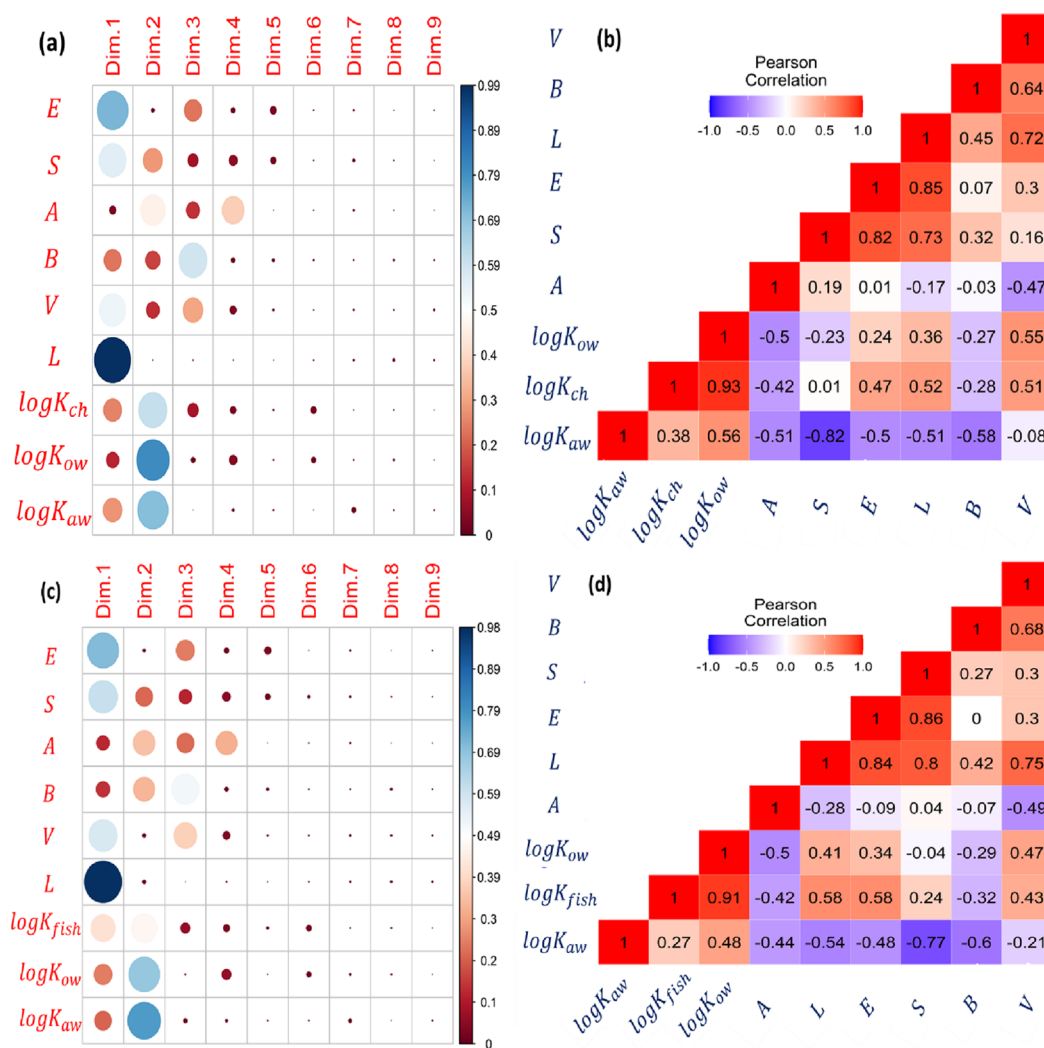 (a)
Dim.1 Dim.2 Dim.3 Dim.4 Dim.5 Dim.6 Dim.7 Dim.8 Dim.9
E
S
A
B
V
L
logK_ch
logK_ow
logK_aw
0.99
0.89
0.79
0.69
0.59
0.5
0.4
0.3
0.2
0.1
0
(b)
Pearson
Correlation
-1.0 -0.5 0.0 0.5 1.0
V 1
B 1 0.64
L 1 0.45 0.72
E 1 0.85 0.07 0.3
S 1 0.82 0.73 0.32 0.16
A 1 0.19 0.01 -0.17 -0.03 -0.47
logK_ow 1 -0.5 -0.23 0.24 0.36 -0.27 0.55
logK_ch 1 0.93 -0.42 0.01 0.47 0.52 -0.28 0.51
logK_aw 1 0.38 0.56 -0.51 -0.82 -0.5 -0.51 -0.58 -0.08
logK_aw logK_ch logK_ow A S E L B V
(c)
Dim.1 Dim.2 Dim.3 Dim.4 Dim.5 Dim.6 Dim.7 Dim.8 Dim.9
E
S
A
B
V
L
logK_fish
logK_ow
logK_aw
0.98
0.88
0.79
0.69
0.59
0.49
0.39
0.3
0.2
0.1
0
(d)
Pearson
Correlation
-1.0 -0.5 0.0 0.5 1.0
V 1
B 1 0.68
S 1 0.27 0.3
E 1 0.86 0 0.3
L 1 0.84 0.8 0.42 0.75
A 1 -0.28 -0.09 0.04 -0.07 -0.49
logK_ow 1 -0.5 0.41 0.34 -0.04 -0.29 0.47
logK_fish 1 0.91 -0.42 0.58 0.58 0.24 -0.32 0.43
logK_aw 1 0.27 0.48 -0.44 -0.54 -0.48 -0.77 -0.6 -0.21
logK_aw logK_fish logK_ow A L E S B V